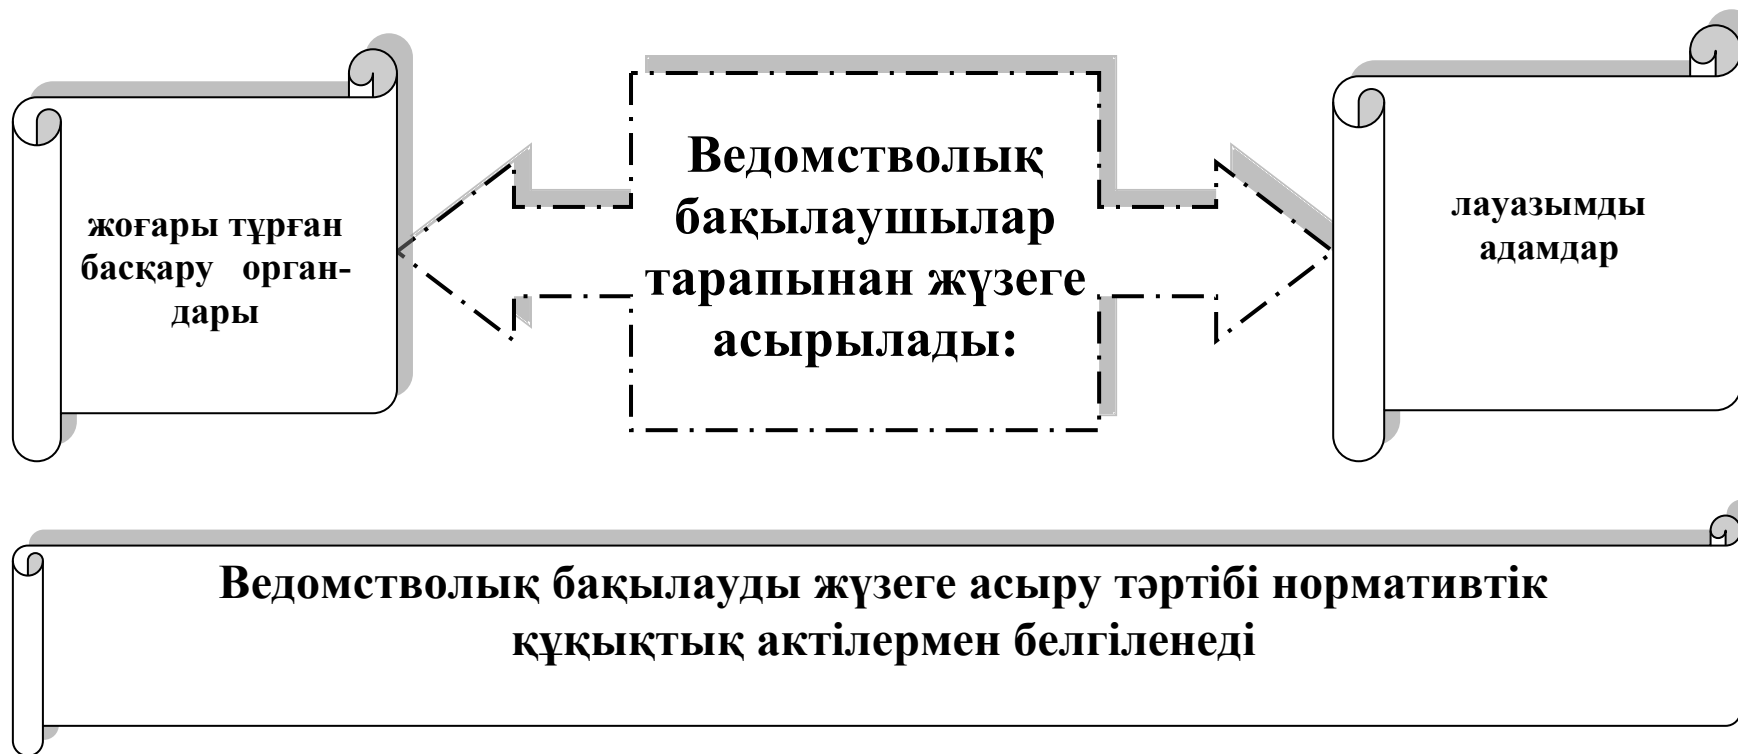 жоғары тұрған
басқару орган-
дары
Ведомстволық
бақылаушылар
тарапынан жүзеге
асырылады:
лауазымды
адамдар
Ведомстволық бақылауды жүзеге асыру тәртібі нормативтік
құқықтық актілермен белгіленеді